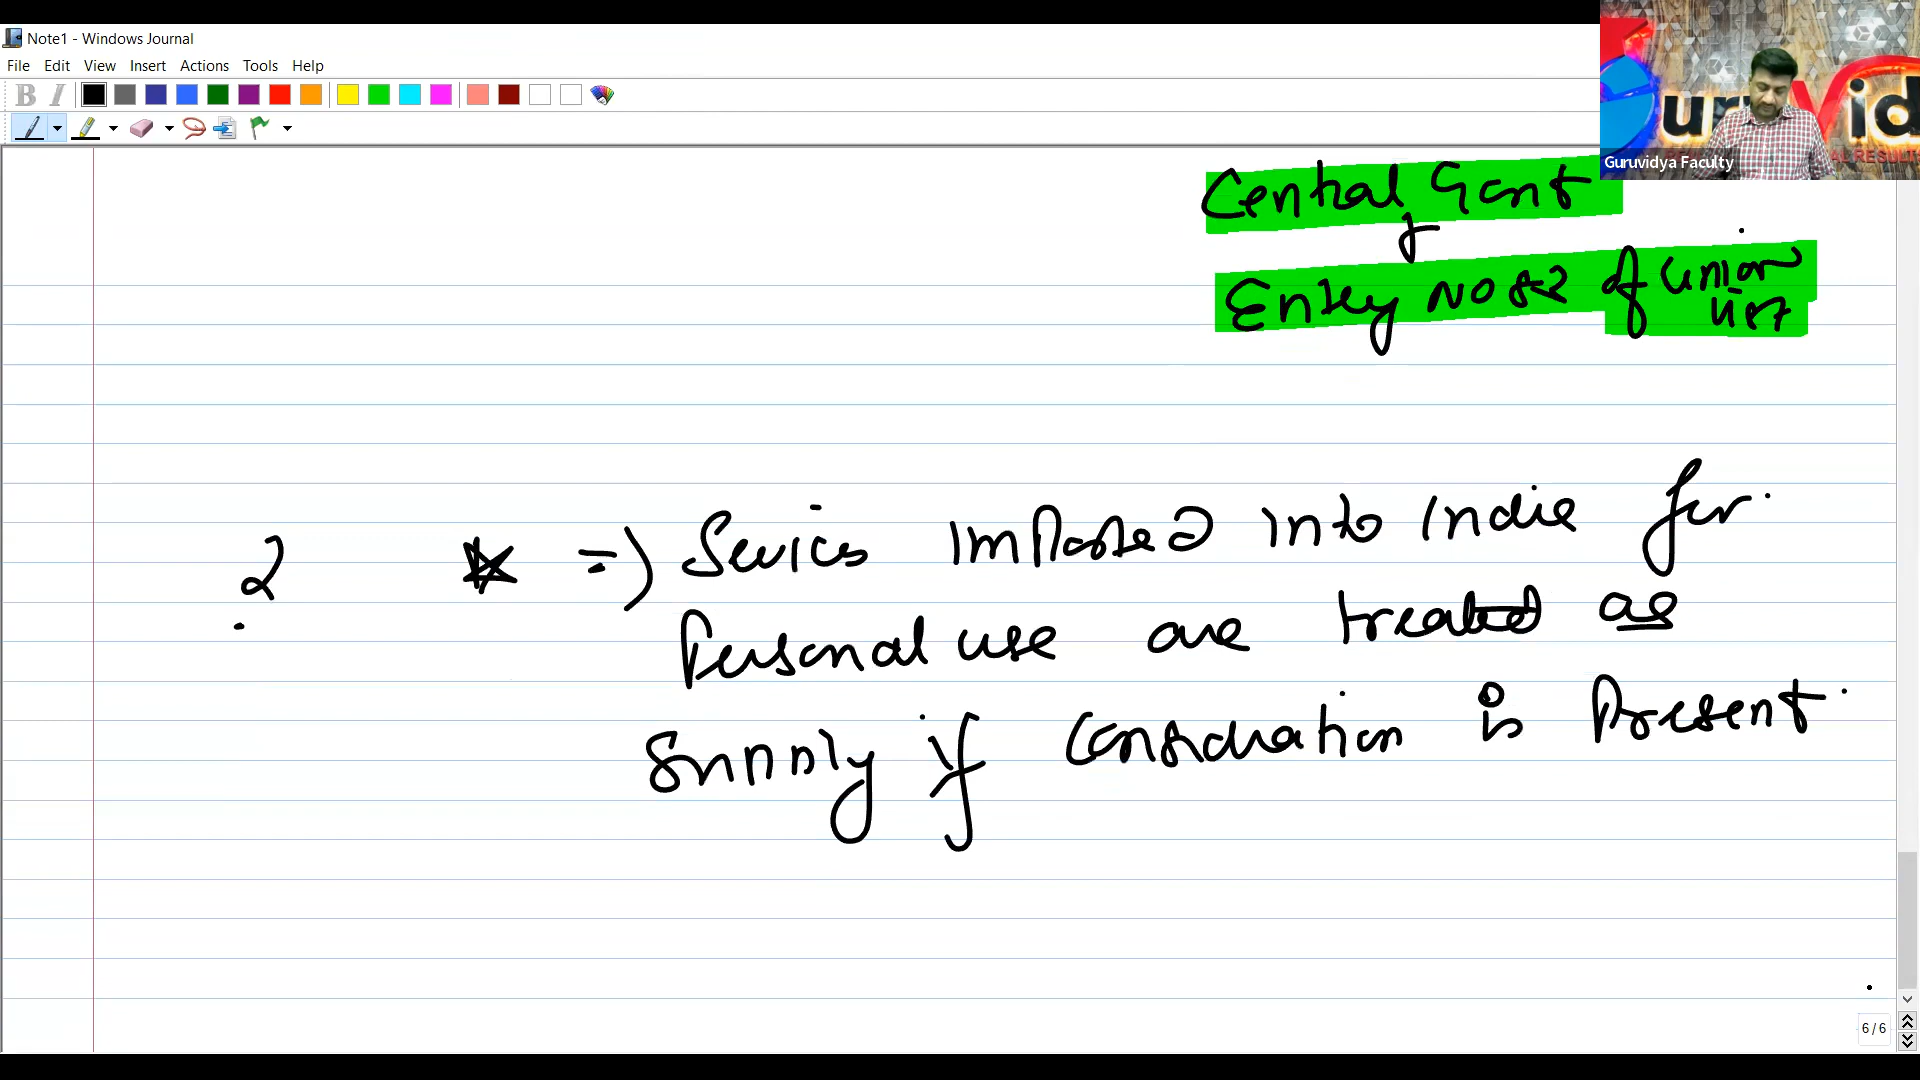 Note1 - Windows Journal
File Edit View Insert Actions Tools Help
B I
Guruvidya Faculty
Central Govt
Entry No 82 of Union
List
2 => Services imported into India for
Personal use are treated as
Supply if consideration is Present.
6 / 6